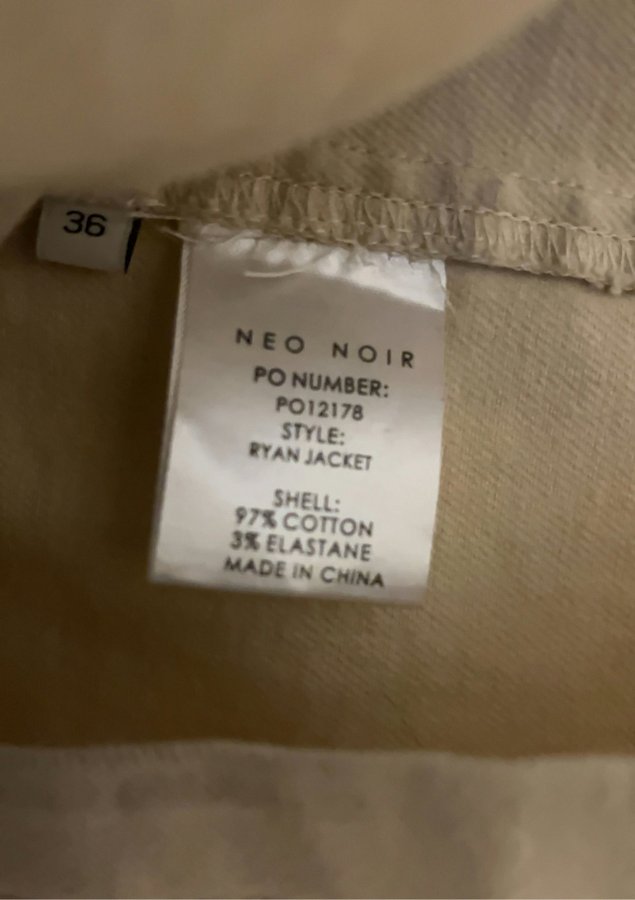 36
NEO NOIR
PO NUMBER:
PO12178
STYLE:
RYAN JACKET
SHELL:
97% COTTON
3% ELASTANE
MADE IN CHINA